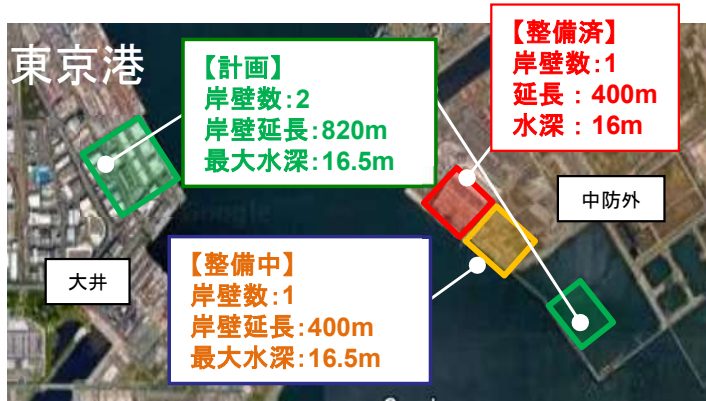 東京港
【計画】
岸壁数:2
岸壁延長:820m
最大水深:16.5m
【整備済】
岸壁数:1
延長:400m
水深:16m
中防外
大井
【整備中】
岸壁数:1
岸壁延長:400m
最大水深:16.5m
Google